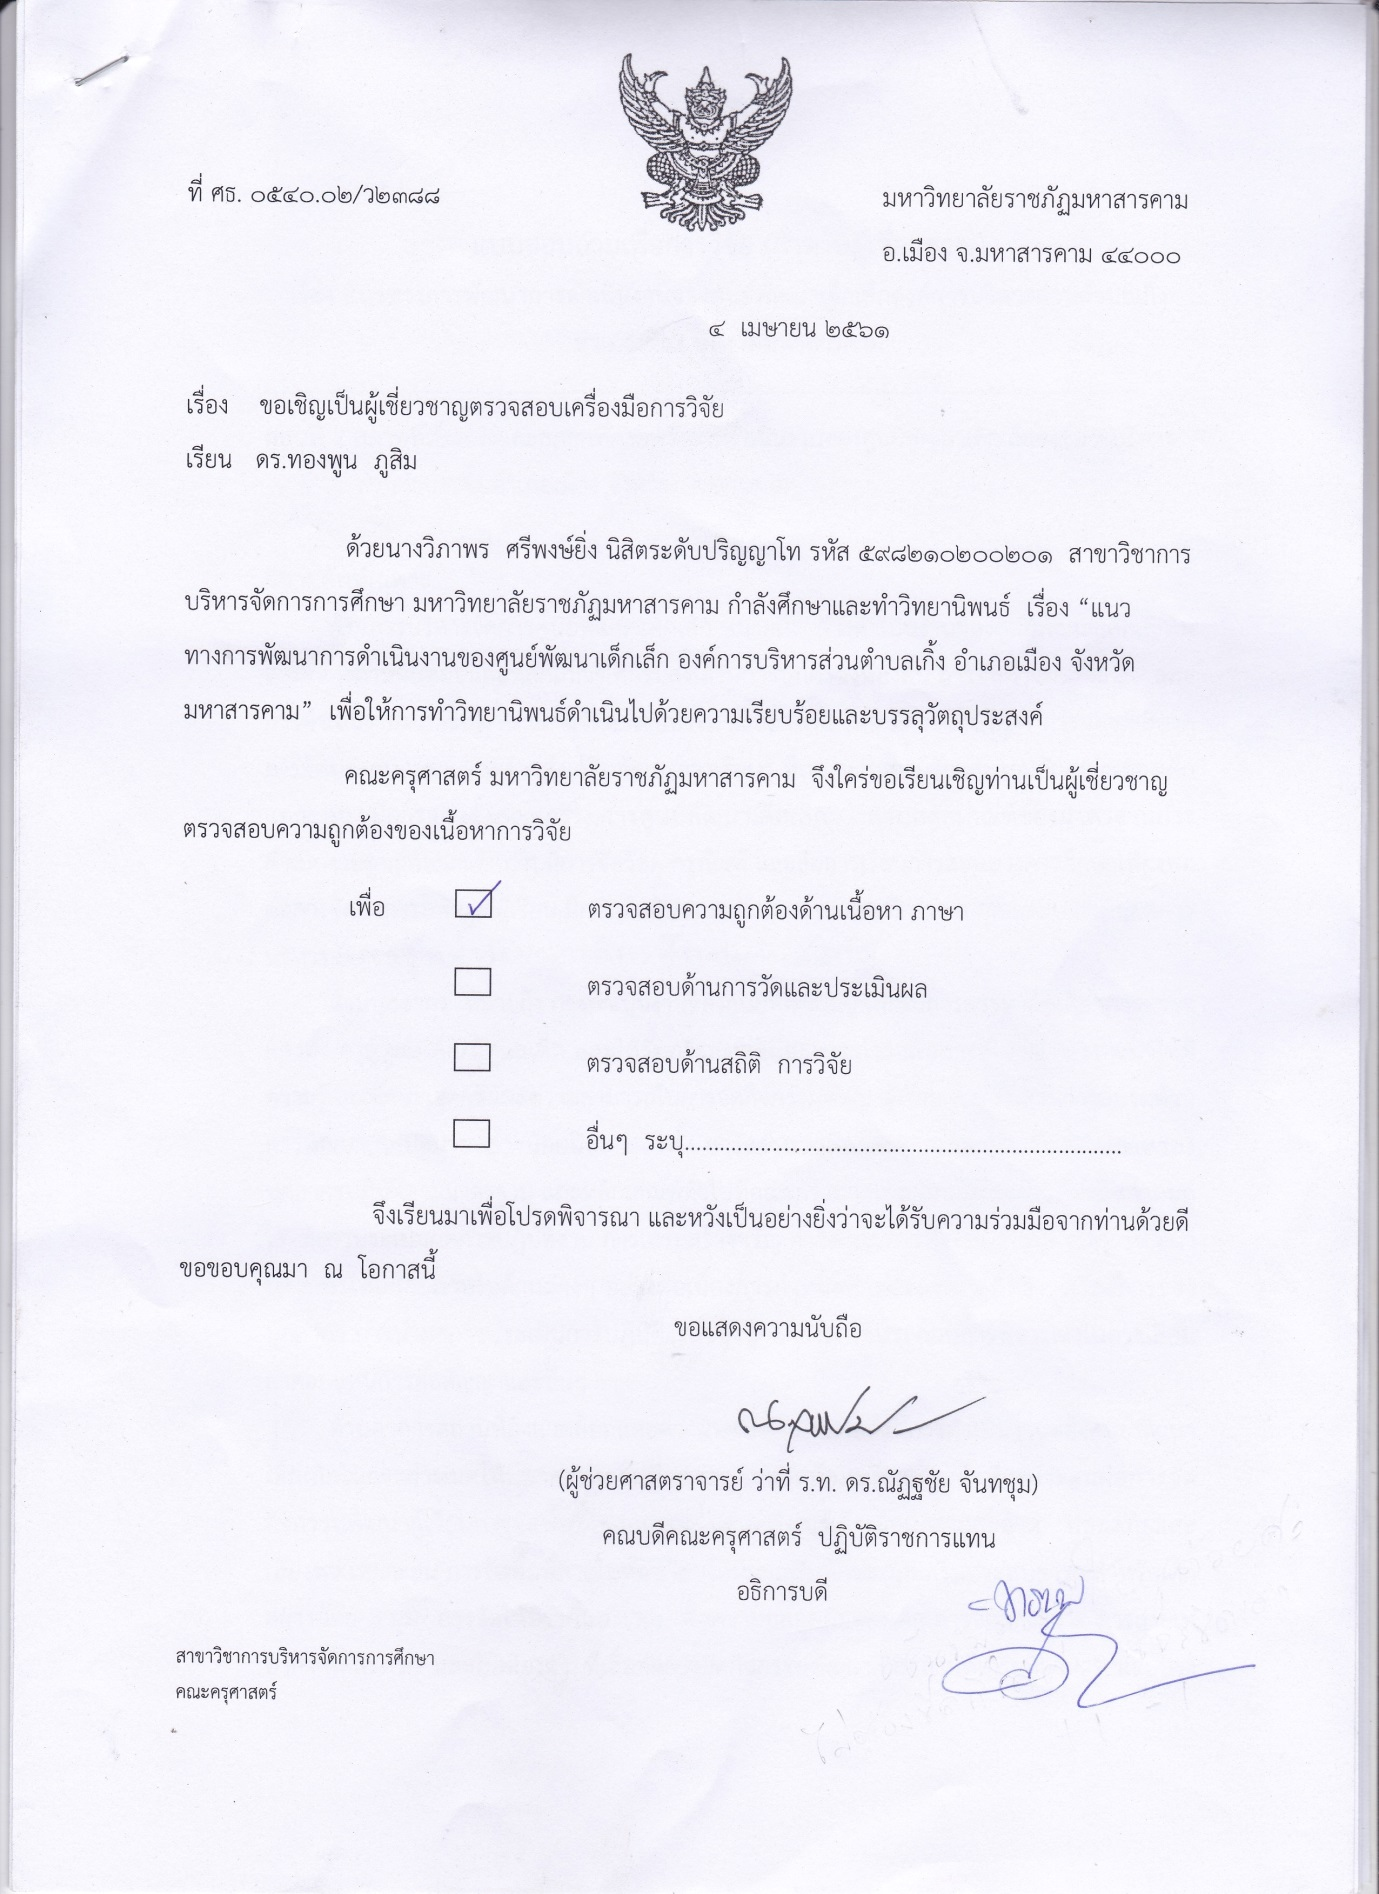 ที่ ศธ. ๐๕๔๐.๐๒/ว๒๓๘๘
มหาวิทยาลัยราชภัฏมหาสารคาม
อ.เมือง จ.มหาสารคาม ๔๔๐๐๐
๔ เมษายน ๒๕๖๑
เรื่อง ขอเชิญเป็นผู้เชี่ยวชาญตรวจสอบเครื่องมือการวิจัย
เรียน ดร.ทองพูน ภูสิม
ด้วยนางวิภาพร ศรีพงษ์ยิ่ง นิสิตระดับปริญญาโท รหัส ๕๙๘๒๑๐๒๐๐๒๐๑ สาขาวิชาการ
บริหารจัดการการศึกษา มหาวิทยาลัยราชภัฏมหาสารคาม กำลังศึกษาและทำวิทยานิพนธ์ เรื่อง “แนว
ทางการพัฒนาการดำเนินงานของศูนย์พัฒนาเด็กเล็ก องค์การบริหารส่วนตำบลเกิ้ง อำเภอเมือง จังหวัด
มหาสารคาม” เพื่อให้การทำวิทยานิพนธ์ดำเนินไปด้วยความเรียบร้อยและบรรลุวัตถุประสงค์
คณะครุศาสตร์ มหาวิทยาลัยราชภัฏมหาสารคาม จึงใคร่ขอเรียนเชิญท่านเป็นผู้เชี่ยวชาญ
ตรวจสอบความถูกต้องของเนื้อหาการวิจัย
เพื่อ ตรวจสอบความถูกต้องด้านเนื้อหา ภาษา
ตรวจสอบด้านการวัดและประเมินผล
ตรวจสอบด้านสถิติ การวิจัย
อื่นๆ ระบุ...........................................................................
จึงเรียนมาเพื่อโปรดพิจารณา และหวังเป็นอย่างยิ่งว่าจะได้รับความร่วมมือจากท่านด้วยดี
ขอขอบคุณมา ณ โอกาสนี้
ขอแสดงความนับถือ
(ผู้ช่วยศาสตราจารย์ ว่าที่ ร.ท. ดร.ณัฏฐชัย จันทชุม)
คณบดีคณะครุศาสตร์ ปฏิบัติราชการแทน
อธิการบดี
สาขาวิชาการบริหารจัดการการศึกษา
คณะครุศาสตร์